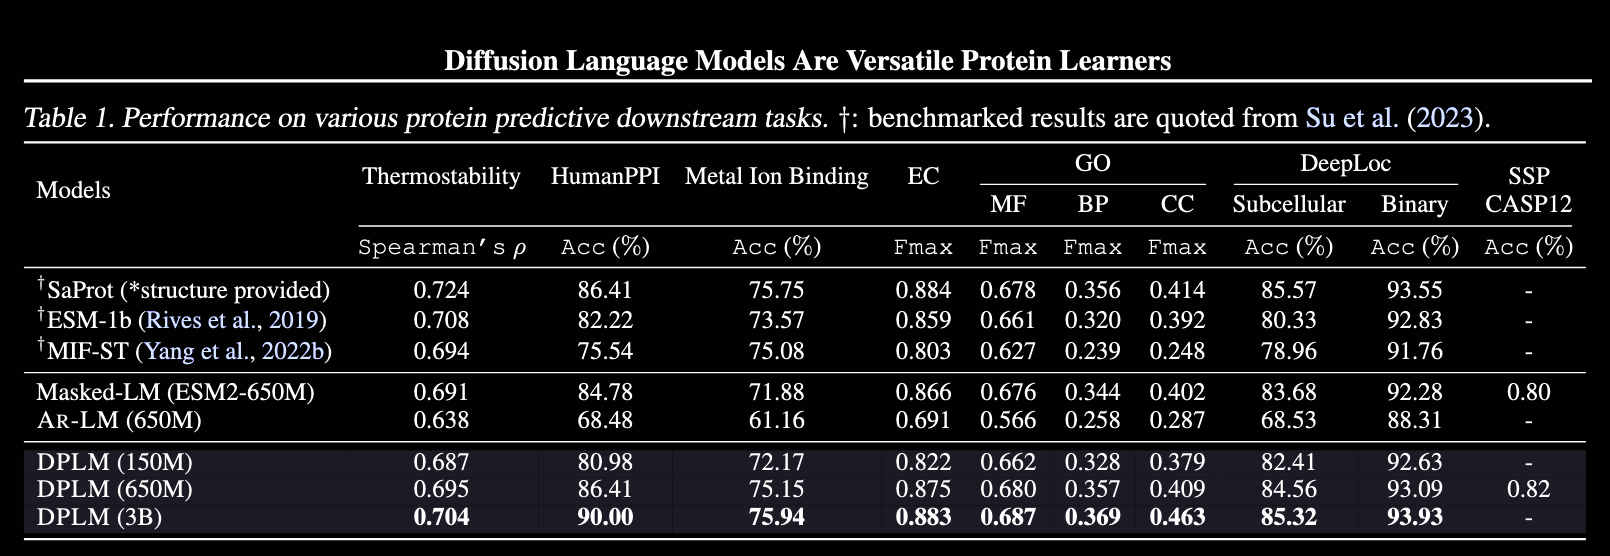 Diffusion Language Models Are Versatile Protein Learners
Table 1. Performance on various protein predictive downstream tasks. †: benchmarked results are quoted from Su et al. (2023).
Models Thermostability HumanPPI Metal Ion Binding EC GO DeepLoc SSP
MF BP CC Subcellular Binary CASP12
Spearman's ρ Acc (%) Acc (%) Fmax Fmax Fmax Fmax Acc (%) Acc (%) Acc (%)
†SaProt (*structure provided) 0.724 86.41 75.75 0.884 0.678 0.356 0.414 85.57 93.55 -
†ESM-1b (Rives et al., 2019) 0.708 82.22 73.57 0.859 0.661 0.320 0.392 80.33 92.83 -
†MIF-ST (Yang et al., 2022b) 0.694 75.54 75.08 0.803 0.627 0.239 0.248 78.96 91.76 -
Masked-LM (ESM2-650M) 0.691 84.78 71.88 0.866 0.676 0.344 0.402 83.68 92.28 0.80
AR-LM (650M) 0.638 68.48 61.16 0.691 0.566 0.258 0.287 68.53 88.31 -
DPLM (150M) 0.687 80.98 72.17 0.822 0.662 0.328 0.379 82.41 92.63 -
DPLM (650M) 0.695 86.41 75.15 0.875 0.680 0.357 0.409 84.56 93.09 0.82
DPLM (3B) 0.704 90.00 75.94 0.883 0.687 0.369 0.463 85.32 93.93 -